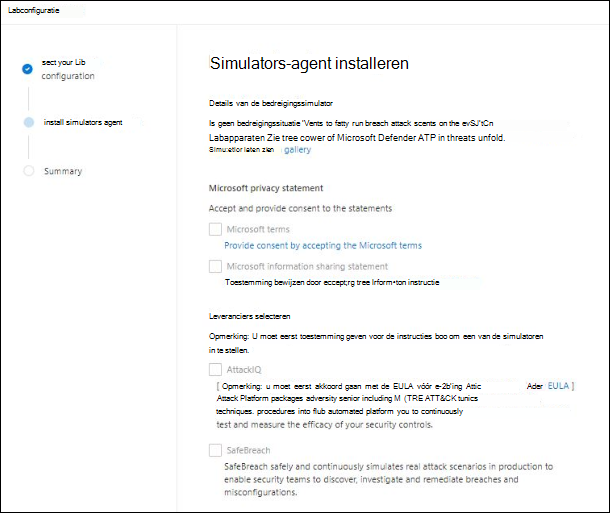 Labconfiguratie
sect your Lib
configuration
install simulators agent
Summary
Simulators-agent installeren
Details van de bedreigingssimulator
Is geen bedreigingssituatie 'Vents to fatty run breach attack scents on the evSJ'tCn
Labapparaten Zie tree cower of Microsoft Defender ATP in threats unfold.
Simu:etior leten zien gallery
Microsoft privacy statement
Accept and provide consent to the statements
Microsoft terms
Provide consent by accepting the Microsoft terms
Microsoft information sharing statement
Toestemming bewijzen door eccept;rg tree Irform•ton instructie
Leveranciers selecteren
Opmerking: U moet eerst toestemming geven voor de instructies boo om een van de simulatoren
in te stellen.
AttackIQ
[ Opmerking: u moet eerst akkoord gaan met de EULA vóór e-2b'ing Attic Ader EULA ]
Attack Platform packages adversity senior including M (TRE ATT&CK tunics
techniques. procedures into flub automated platform you to continuously
test and measure the efficacy of your security controls.
SafeBreach
SafeBreach safely and continuously simulates real attack scenarios in production to
enable security teams to discover, investigate and remediate breaches and
misconfigurations.